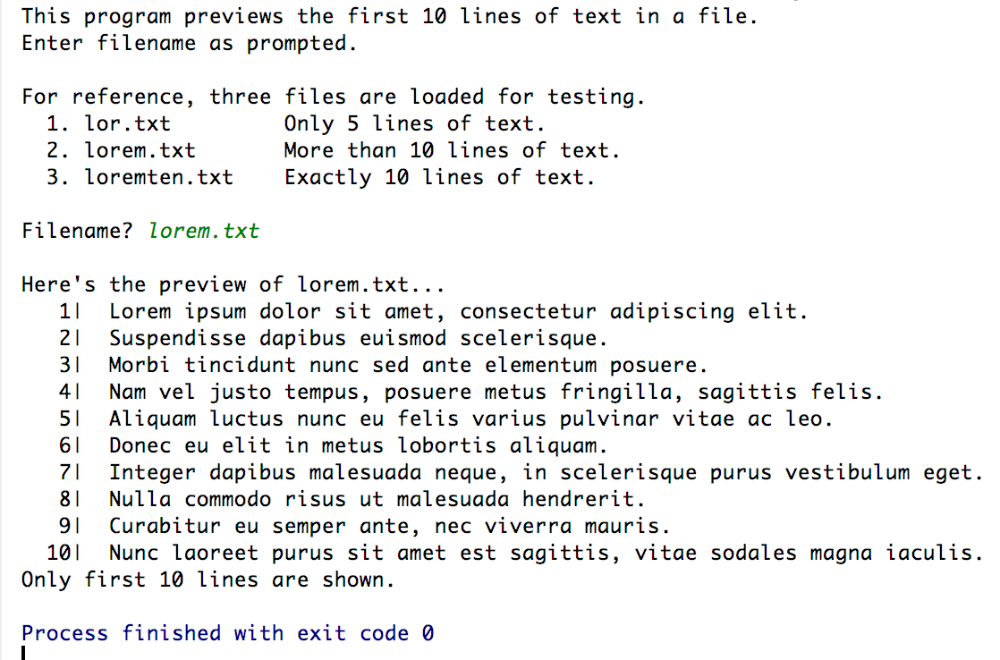 This program previews the first 10 lines of text in a file.
Enter filename as prompted.
For reference, three files are loaded for testing.
1. lor.txt Only 5 lines of text.
2. lorem.txt More than 10 lines of text.
3. loremten.txt Exactly 10 lines of text.
Filename? lorem.txt
Here's the preview of lorem.txt...
1| Lorem ipsum dolor sit amet, consectetur adipiscing elit.
2| Suspendisse dapibus euismod scelerisque.
3| Morbi tincidunt nunc sed ante elementum posuere.
4| Nam vel justo tempus, posuere metus fringilla, sagittis felis.
5| Aliquam luctus nunc eu felis varius pulvinar vitae ac leo.
6| Donec eu elit in metus lobortis aliquam.
7| Integer dapibus malesuada neque, in scelerisque purus vestibulum eget.
8| Nulla commodo risus ut malesuada hendrerit.
9| Curabitur eu semper ante, nec viverra mauris.
10| Nunc laoreet purus sit amet est sagittis, vitae sodales magna iaculis.
Only first 10 lines are shown.
Process finished with exit code 0